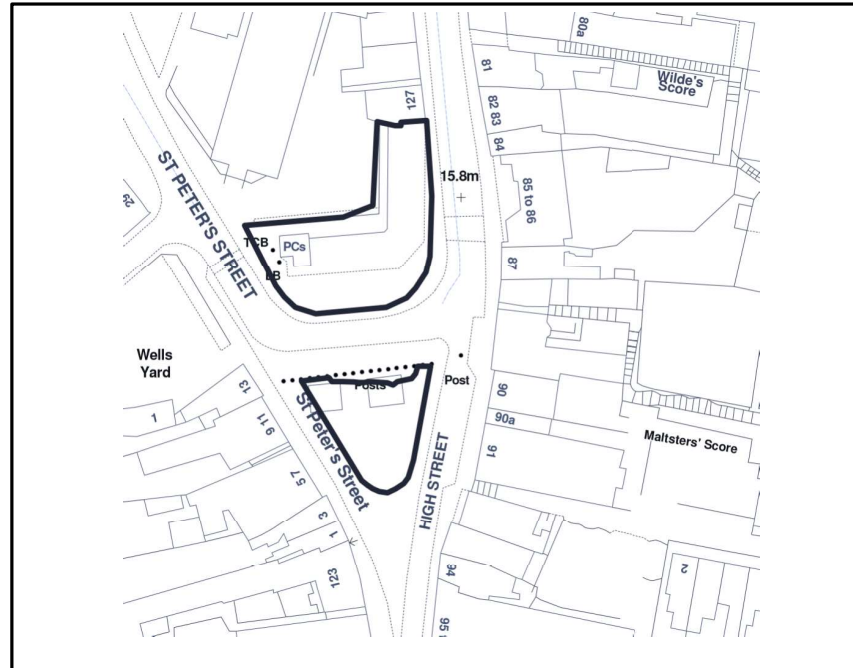 80a
81
Wilde's
Score
127
82 83
84
15.8m
ST PETER'S STREET
29
85 to 86
TCB
PCs
LB
87
Wells
Yard
Posts
Post
13
1
9 11
St Peter's Street
90
90a
HIGH STREET
91
Maltsters' Score
5 7
3
1
123
94
2
95